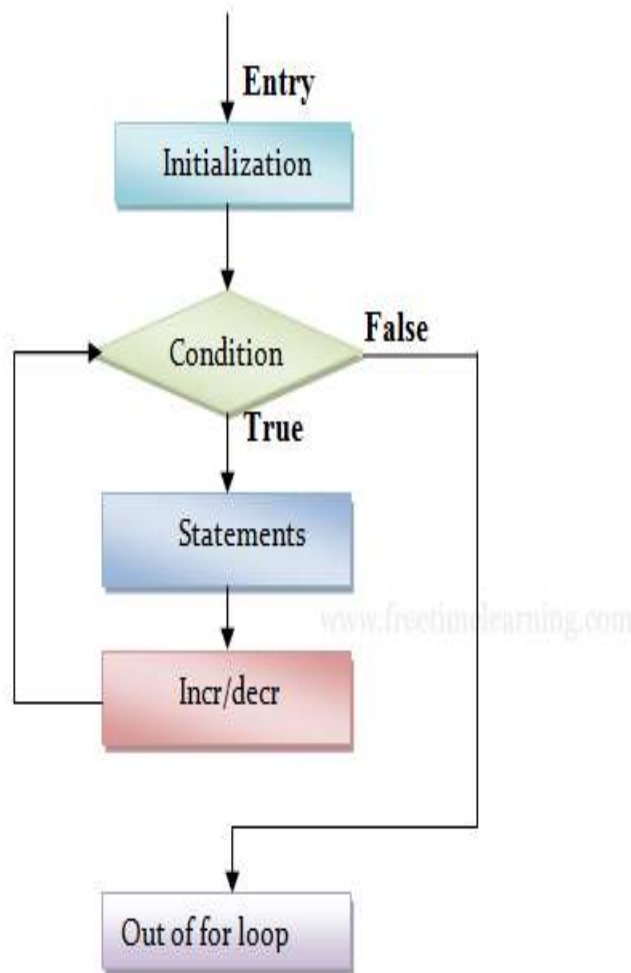 Entry
Initialization
False
Condition
True
Statements
www.freetimelearning.com
Incr/decr
Out of for loop